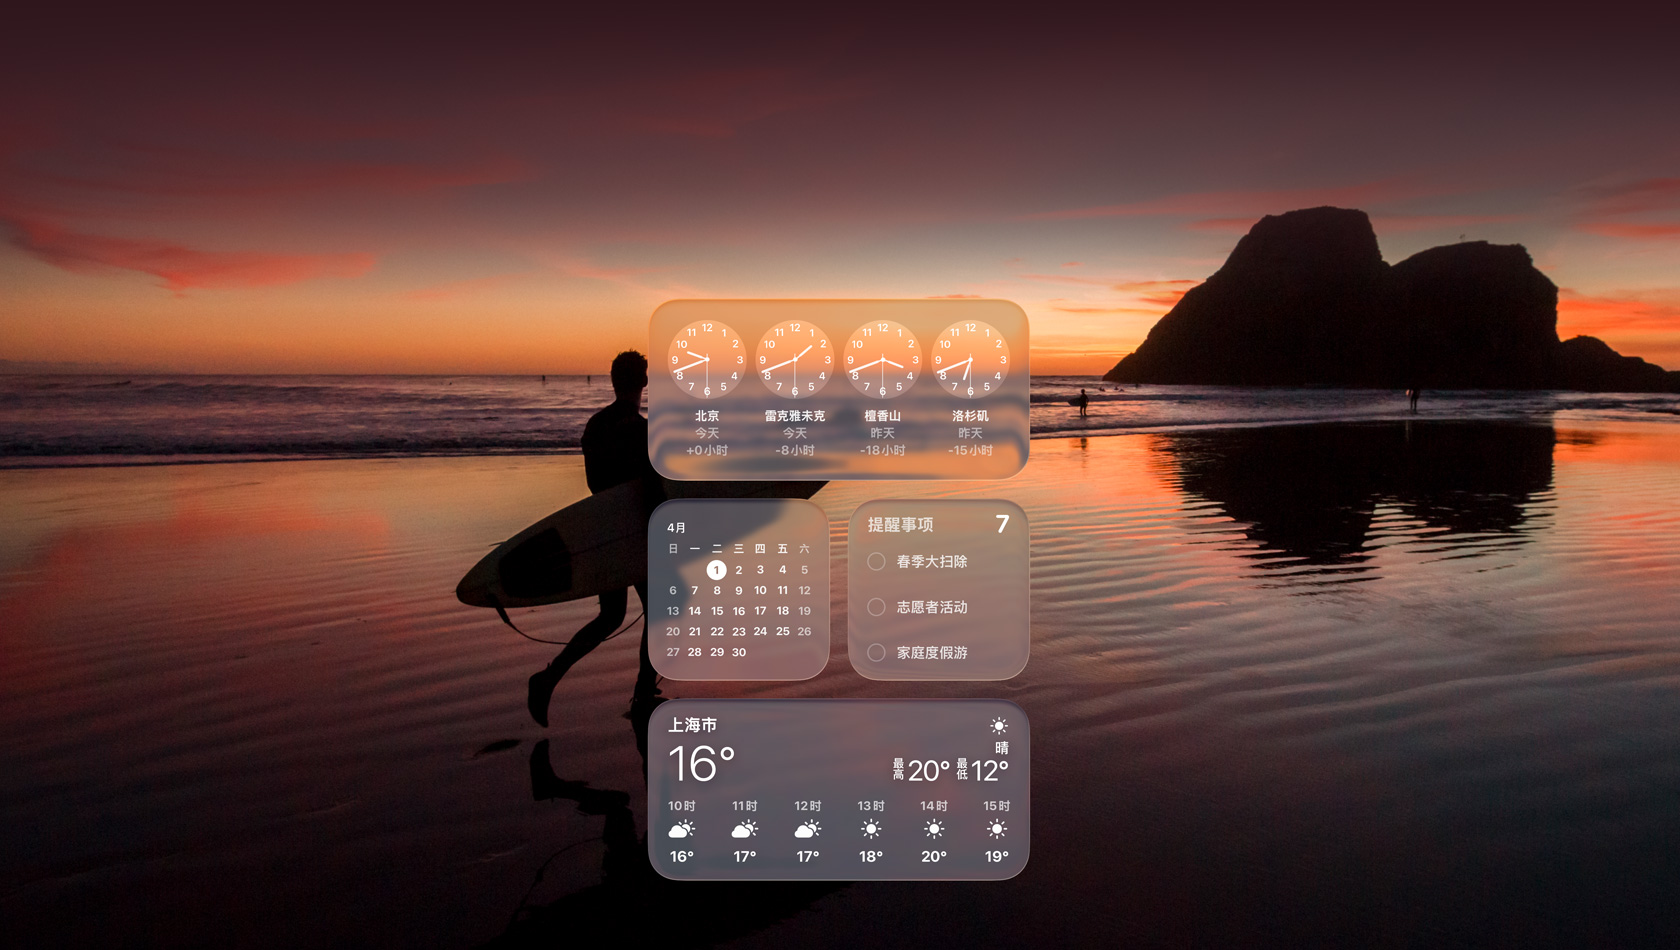 12 1 2 3 4 5 6 7 8 9 10 11
12 1 2 3 4 5 6 7 8 9 10 11
12 1 2 3 4 5 6 7 8 9 10 11
12 1 2 3 4 5 6 7 8 9 10 11
北京 雷克雅未克 檀香山 洛杉矶
今天 今天 昨天 昨天
+0小时 -8小时 -18小时 -15小时
4月
日 一 二 三 四 五 六
1 2 3 4 5
6 7 8 9 10 11 12
13 14 15 16 17 18 19
20 21 22 23 24 25 26
27 28 29 30
提醒事项 7
春季大扫除
志愿者活动
家庭度假游
上海市
16°
晴
最高20° 最低12°
10时 11时 12时 13时 14时 15时
16° 17° 17° 18° 20° 19°